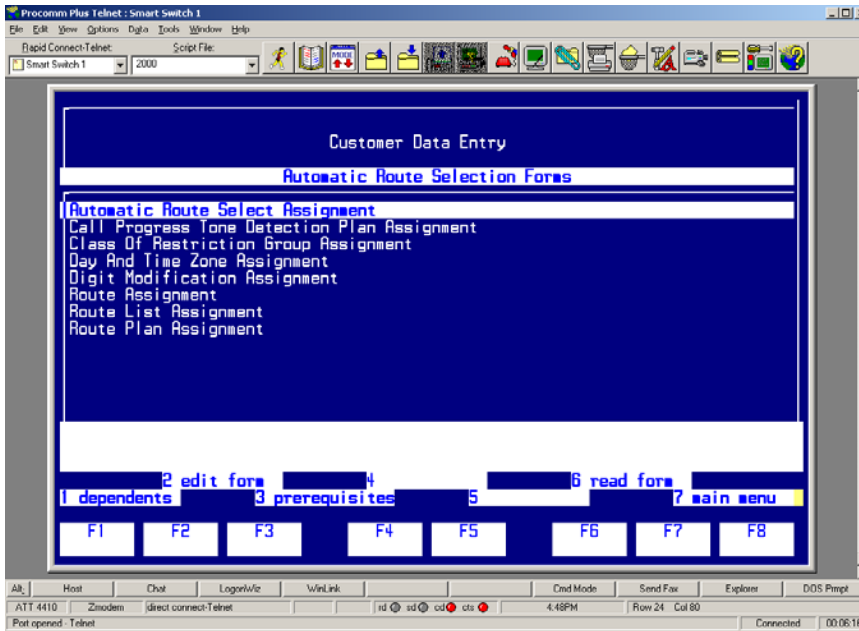 Procomm Plus Telnet : Smart Switch 1
File Edit View Options Data Tools Window Help
Rapid Connect-Telnet: Script File:
Smart Switch 1 2000
MODE
Customer Data Entry
Automatic Route Selection Forms
Automatic Route Select Assignment
Call Progress Tone Detection Plan Assignment
Class Of Restriction Group Assignment
Day And Time Zone Assignment
Digit Modification Assignment
Route Assignment
Route List Assignment
Route Plan Assignment
2 edit form 4 6 read form
1 dependents 3 prerequisites 5 7 main menu
F1 F2 F3 F4 F5 F6 F7 F8
Alt; Host Chat LogonWiz WinLink Cmd Mode Send Fax Explorer DOS Prmpt
ATT 4410 Zmodem direct connect-Telnet rd sd cd cts 4:48PM Row 24 Col 80
Port opened - Telnet Connected 00:06:16